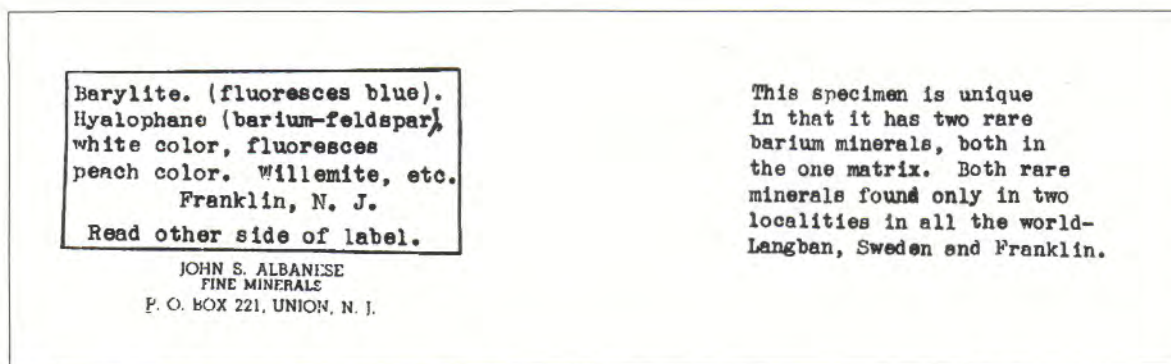 Barylite. (fluoresces blue).
Hyalophane (barium-feldspar),
white color, fluoresces
peach color. Willemite, etc.
Franklin, N. J.
Read other side of label.
JOHN S. ALBANESE
FINE MINERALS
P. O. BOX 221, UNION, N. J.
This specimen is unique
in that it has two rare
barium minerals, both in
the one matrix. Both rare
minerals found only in two
localities in all the world-
Langban, Sweden and Franklin.